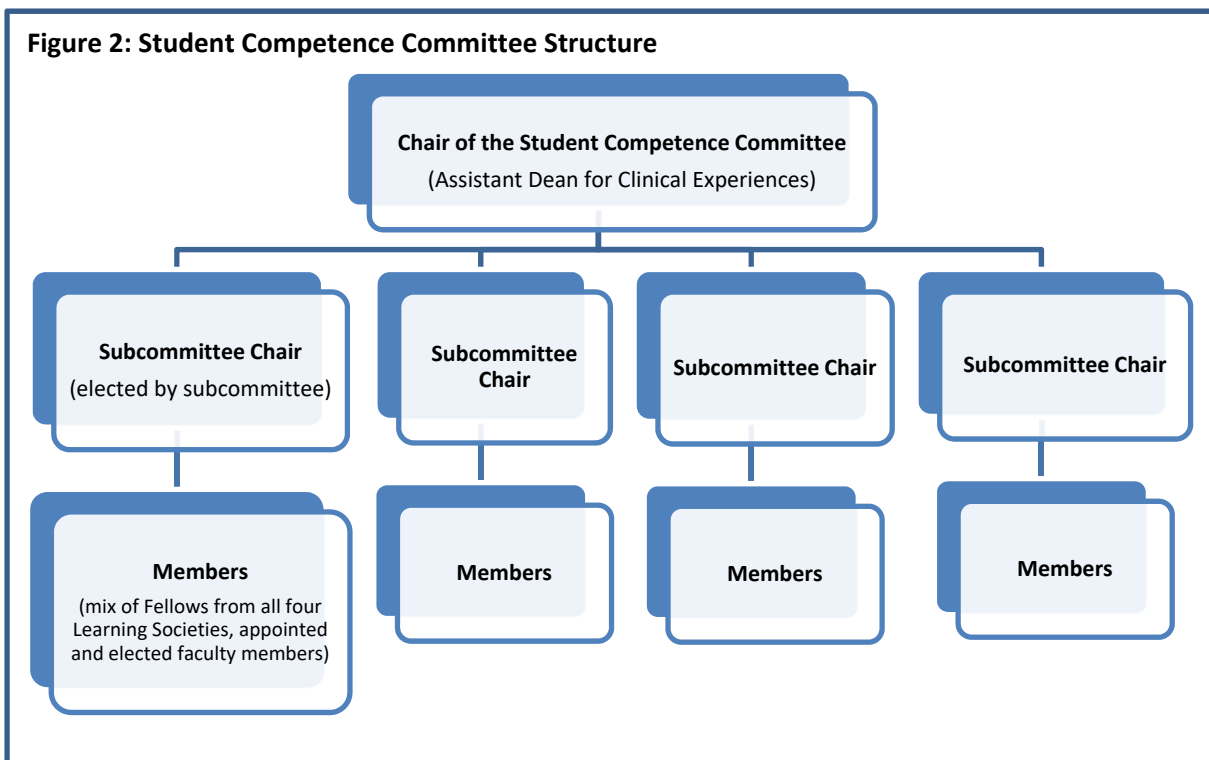 Figure 2: Student Competence Committee Structure
Chair of the Student Competence Committee
(Assistant Dean for Clinical Experiences)
Subcommittee Chair
(elected by subcommittee)
Subcommittee
Chair
Subcommittee Chair
Subcommittee Chair
Members
(mix of Fellows from all four
Learning Societies, appointed
and elected faculty members)
Members
Members
Members